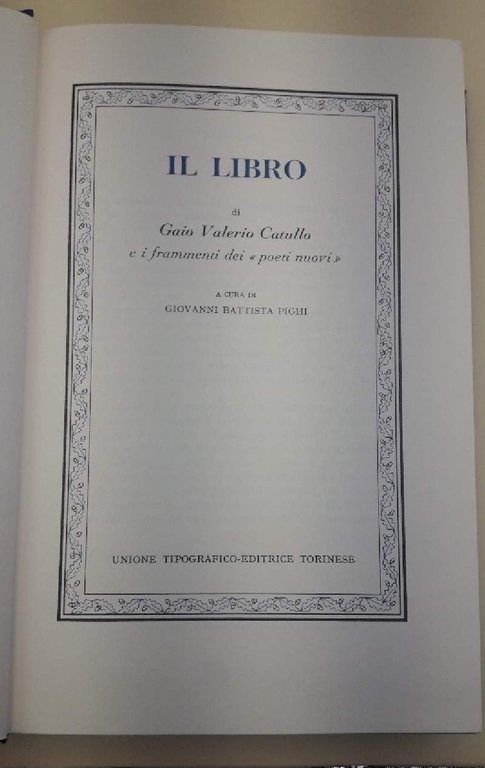 IL LIBRO
di
Gaio Valerio Catullo
e i frammenti dei « poeti nuovi »
A CURA DI
GIOVANNI BATTISTA PIGHI
UNIONE TIPOGRAFICO-EDITRICE TORINESE